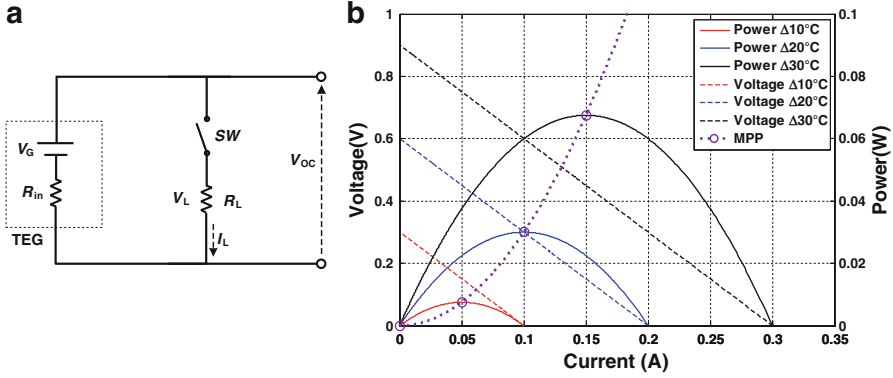 a
V_G
R_in
TEG
SW
V_L
R_L
I_L
V_OC
b
Voltage(V)
1
0.8
0.6
0.4
0.2
0
0
0.05
0.1
0.15
0.2
0.25
0.3
0.35
Current (A)
0.1
0.08
0.06
0.04
0.02
0
Power(W)
Power Δ10°C
Power Δ20°C
Power Δ30°C
Voltage Δ10°C
Voltage Δ20°C
Voltage Δ30°C
MPP